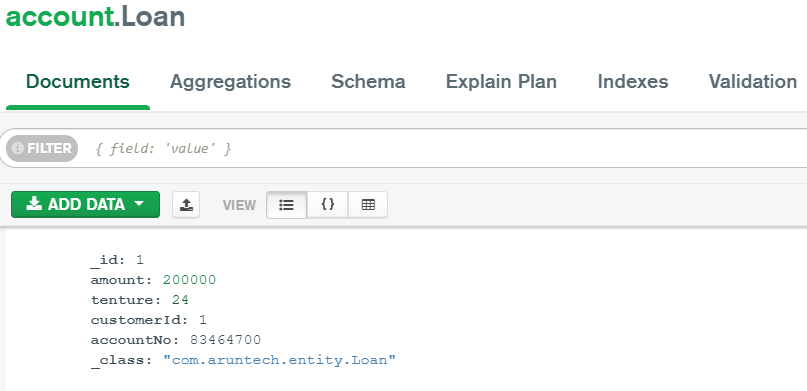 account.Loan
Documents Aggregations Schema Explain Plan Indexes Validation
FILTER { field: 'value' }
ADD DATA VIEW { }
_id: 1
amount: 200000
tenture: 24
customerId: 1
accountNo: 83464700
_class: "com.aruntech.entity.Loan"